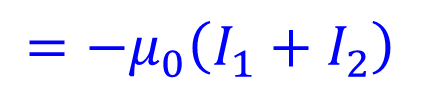 = −μ₀(I₁ + I₂)